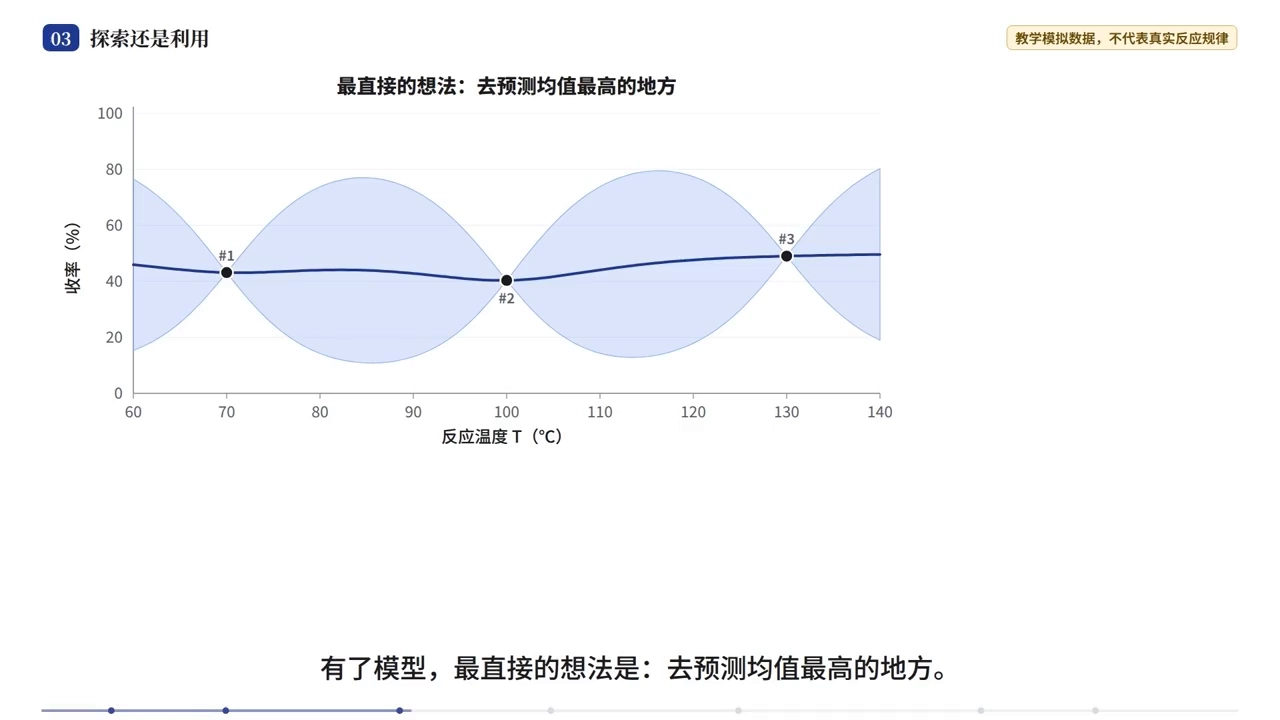 03 探索还是利用
教学模拟数据，不代表真实反应规律
最直接的想法：去预测均值最高的地方
100
80
60
40
20
0
收率（%）
#1
#2
#3
60 70 80 90 100 110 120 130 140
反应温度 T（℃）
有了模型，最直接的想法是：去预测均值最高的地方。